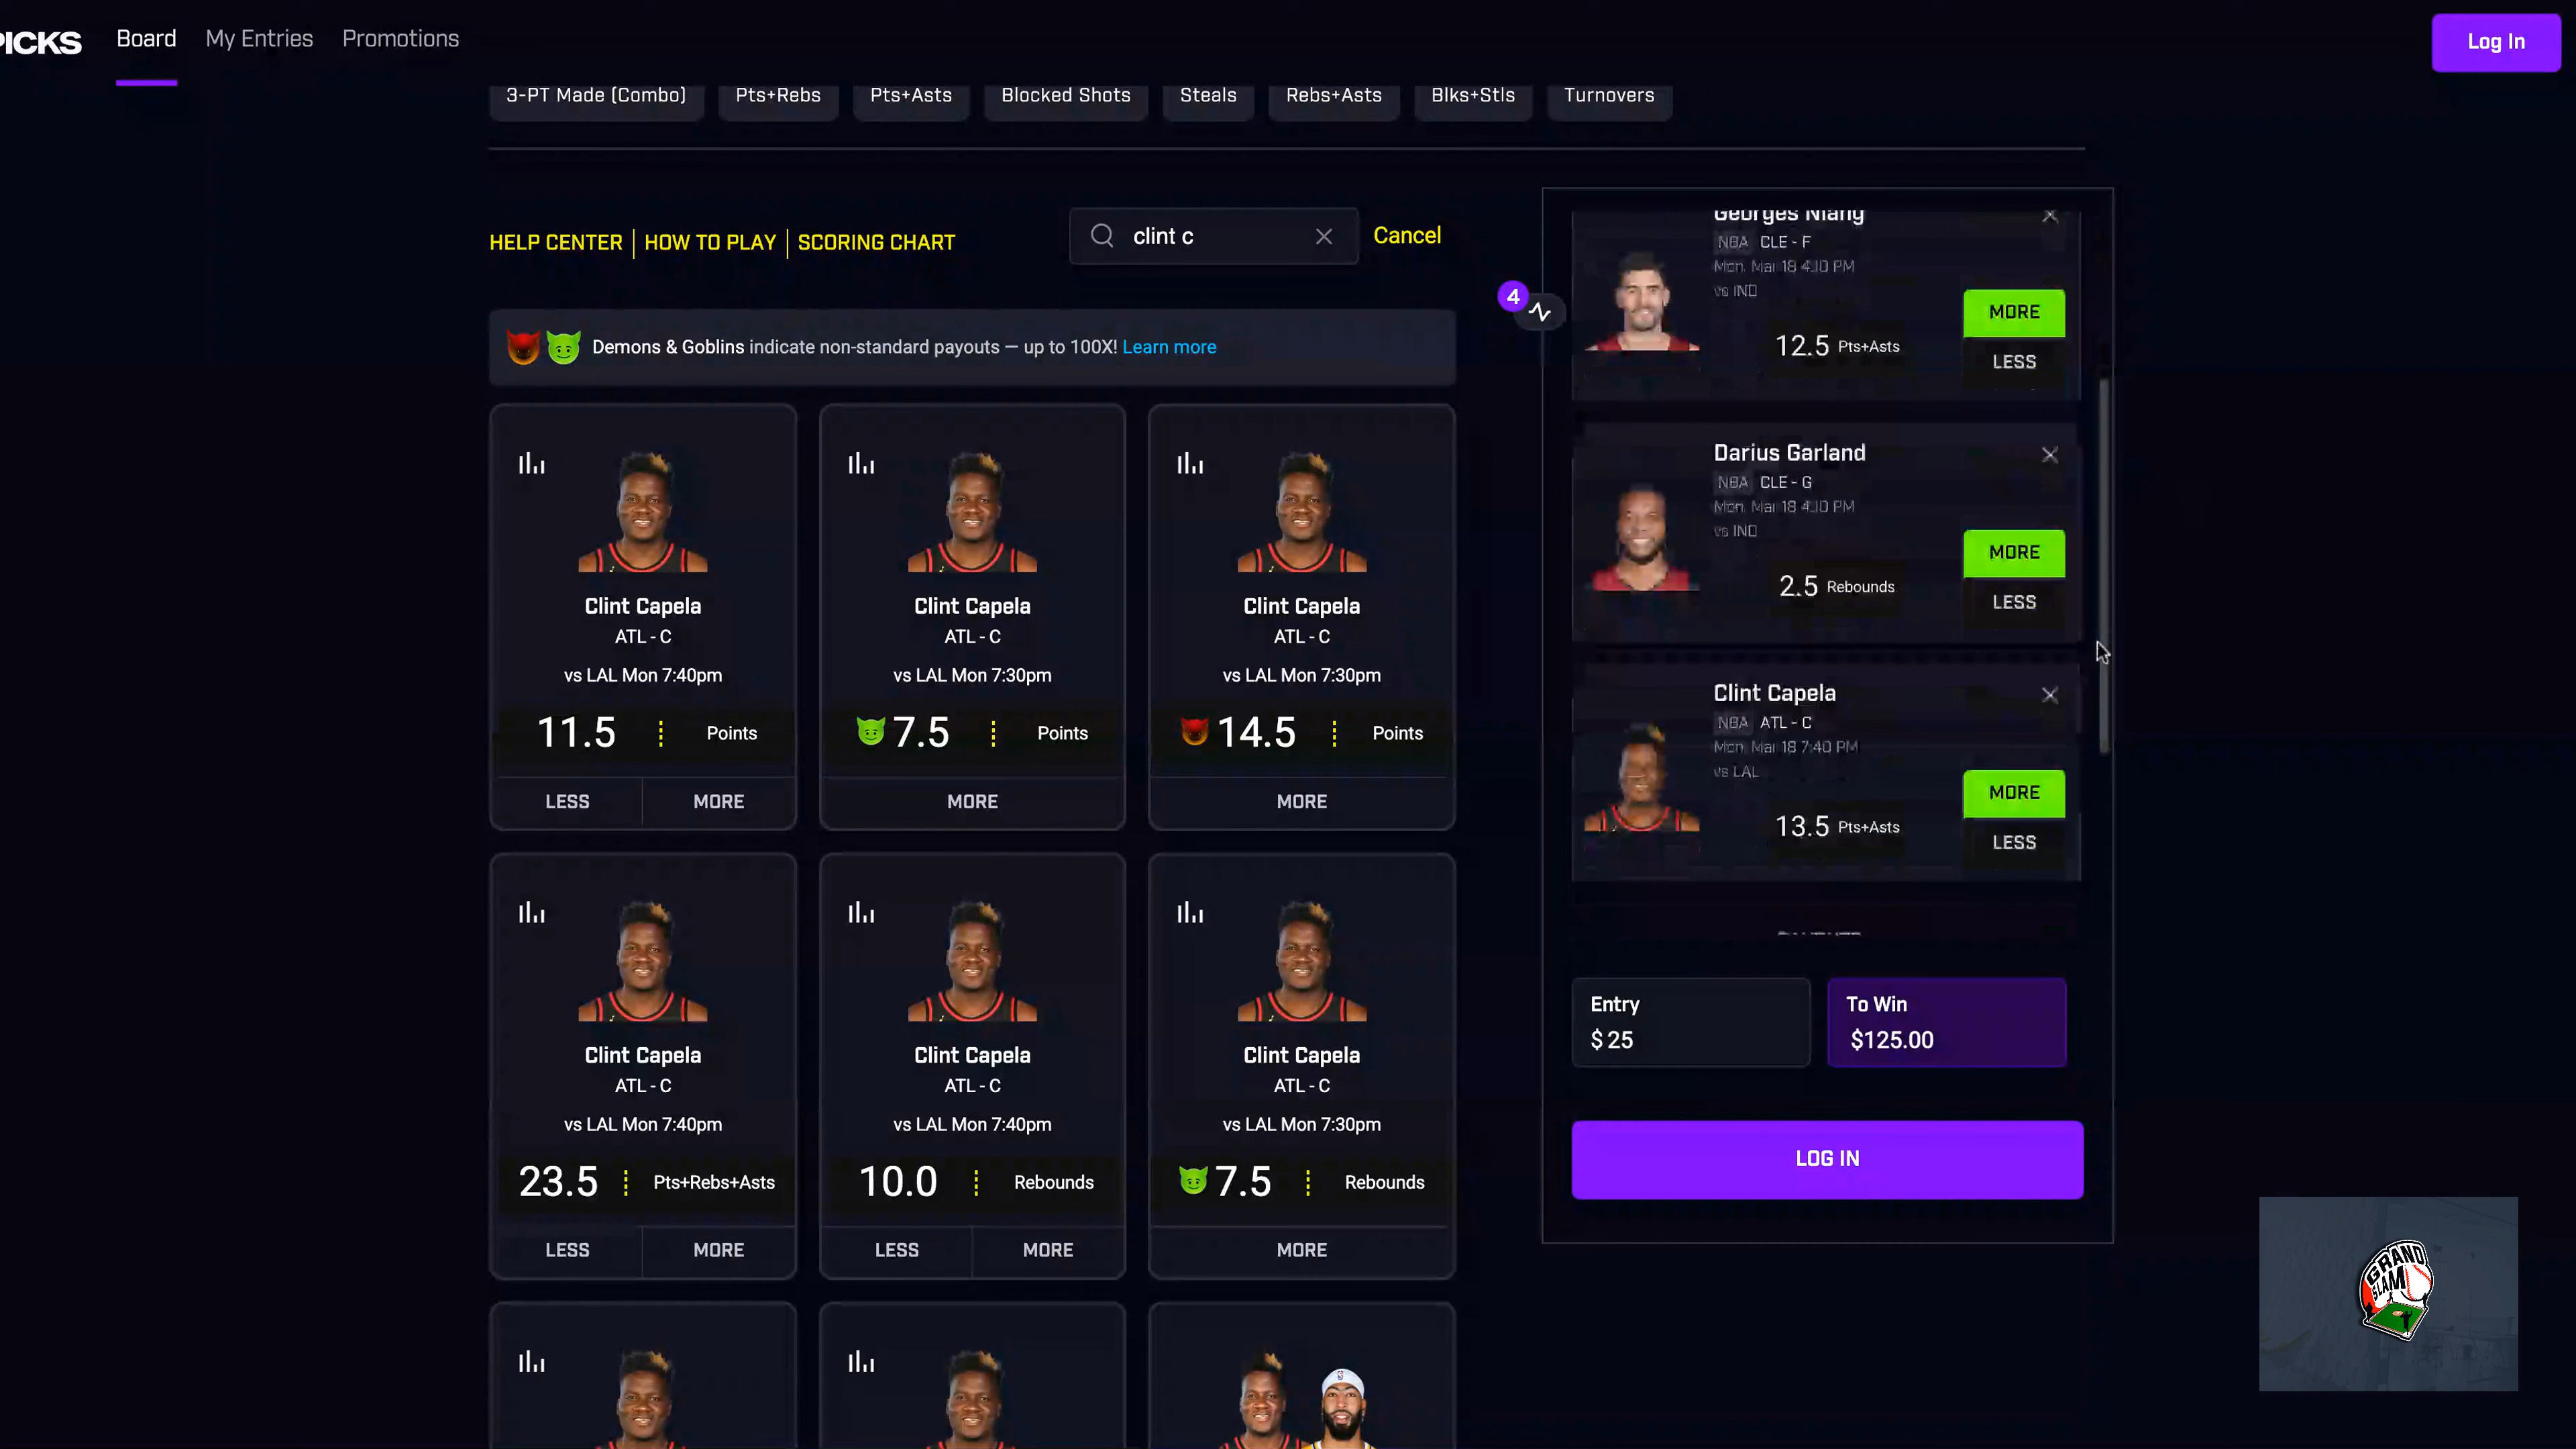 PICKS
Board
My Entries
Promotions
Log In
3-PT Made (Combo)
Pts+Rebs
Pts+Asts
Blocked Shots
Steals
Rebs+Asts
Blks+Stls
Turnovers
HELP CENTER
HOW TO PLAY
SCORING CHART
clint c
Cancel
Demons & Goblins indicate non-standard payouts — up to 100X! Learn more
Clint Capela
ATL - C
vs LAL Mon 7:40pm
11.5
Points
LESS
MORE
Clint Capela
ATL - C
vs LAL Mon 7:30pm
7.5
Points
MORE
Clint Capela
ATL - C
vs LAL Mon 7:30pm
14.5
Points
MORE
Clint Capela
ATL - C
vs LAL Mon 7:40pm
23.5
Pts+Rebs+Asts
LESS
MORE
Clint Capela
ATL - C
vs LAL Mon 7:40pm
10.0
Rebounds
LESS
MORE
Clint Capela
ATL - C
vs LAL Mon 7:30pm
7.5
Rebounds
MORE
4
Georges Niang
NBA CLE - F
Mon, Mar 18 4:10 PM
vs IND
12.5 Pts+Asts
MORE
LESS
Darius Garland
NBA CLE - G
Mon, Mar 18 4:10 PM
vs IND
2.5 Rebounds
MORE
LESS
Clint Capela
NBA ATL - C
Mon, Mar 18 7:40 PM
vs LAL
13.5 Pts+Asts
MORE
LESS
Entry
$ 25
To Win
$125.00
LOG IN
GRAND
SLAM